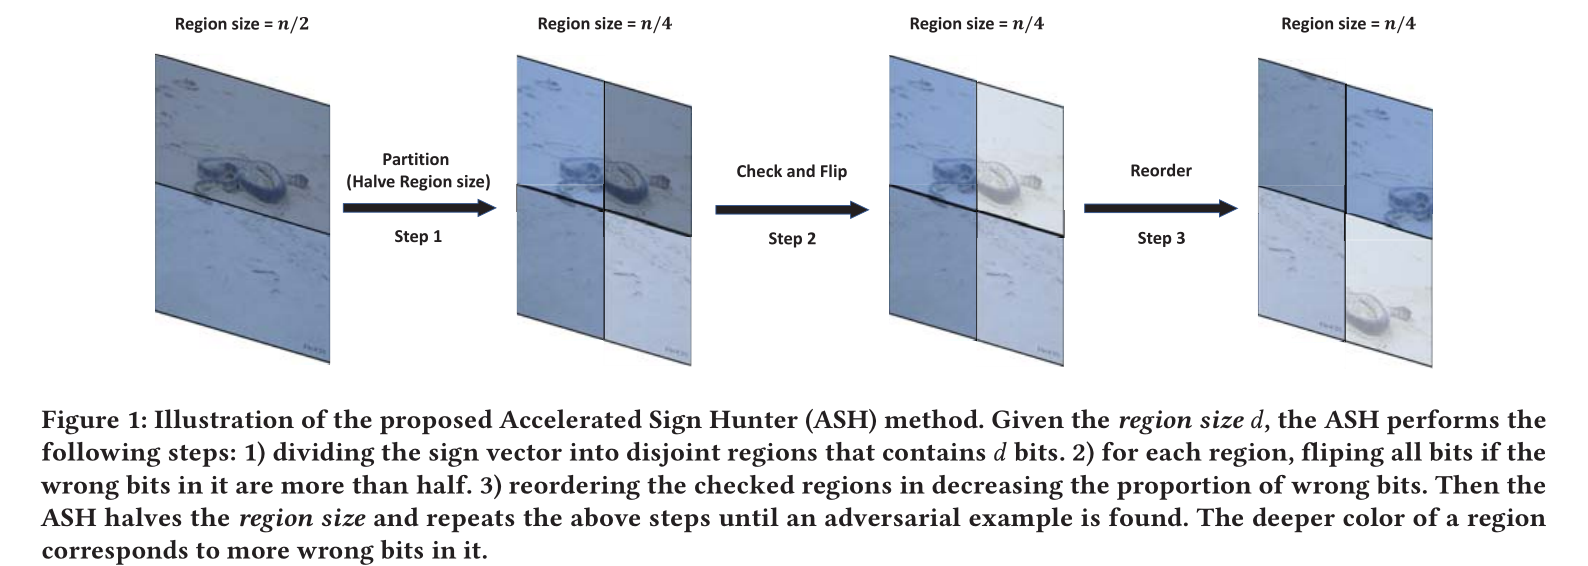 Region size = n/2
Region size = n/4
Region size = n/4
Region size = n/4
Partition
(Halve Region size)
Step 1
Check and Flip
Step 2
Reorder
Step 3
Figure 1: Illustration of the proposed Accelerated Sign Hunter (ASH) method. Given the region size d, the ASH performs the
following steps: 1) dividing the sign vector into disjoint regions that contains d bits. 2) for each region, fliping all bits if the
wrong bits in it are more than half. 3) reordering the checked regions in decreasing the proportion of wrong bits. Then the
ASH halves the region size and repeats the above steps until an adversarial example is found. The deeper color of a region
corresponds to more wrong bits in it.